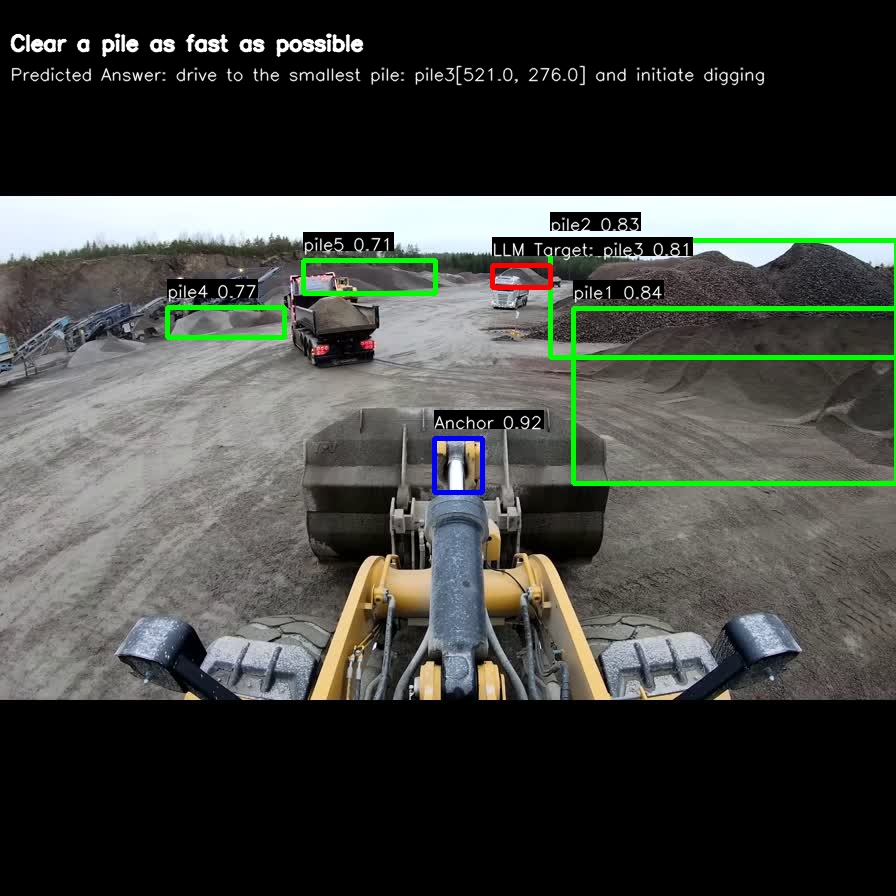 Clear a pile as fast as possible
Predicted Answer: drive to the smallest pile: pile3[521.0, 276.0] and initiate digging
pile2 0.83
pile5 0.71
LLM Target: pile3 0.81
pile4 0.77
pile1 0.84
Anchor 0.92